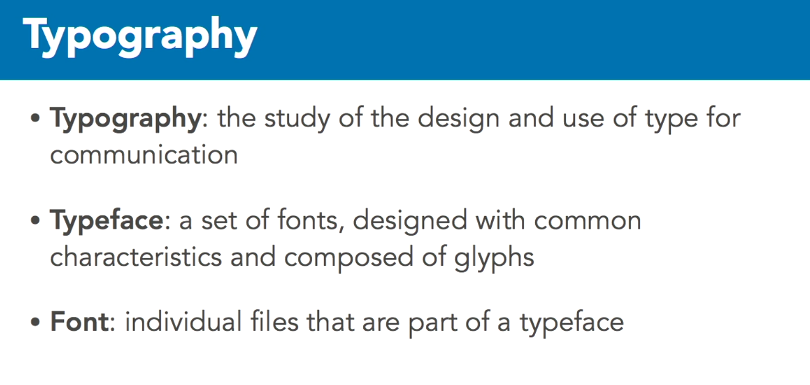 Typography
• Typography: the study of the design and use of type for
communication
• Typeface: a set of fonts, designed with common
characteristics and composed of glyphs
• Font: individual files that are part of a typeface